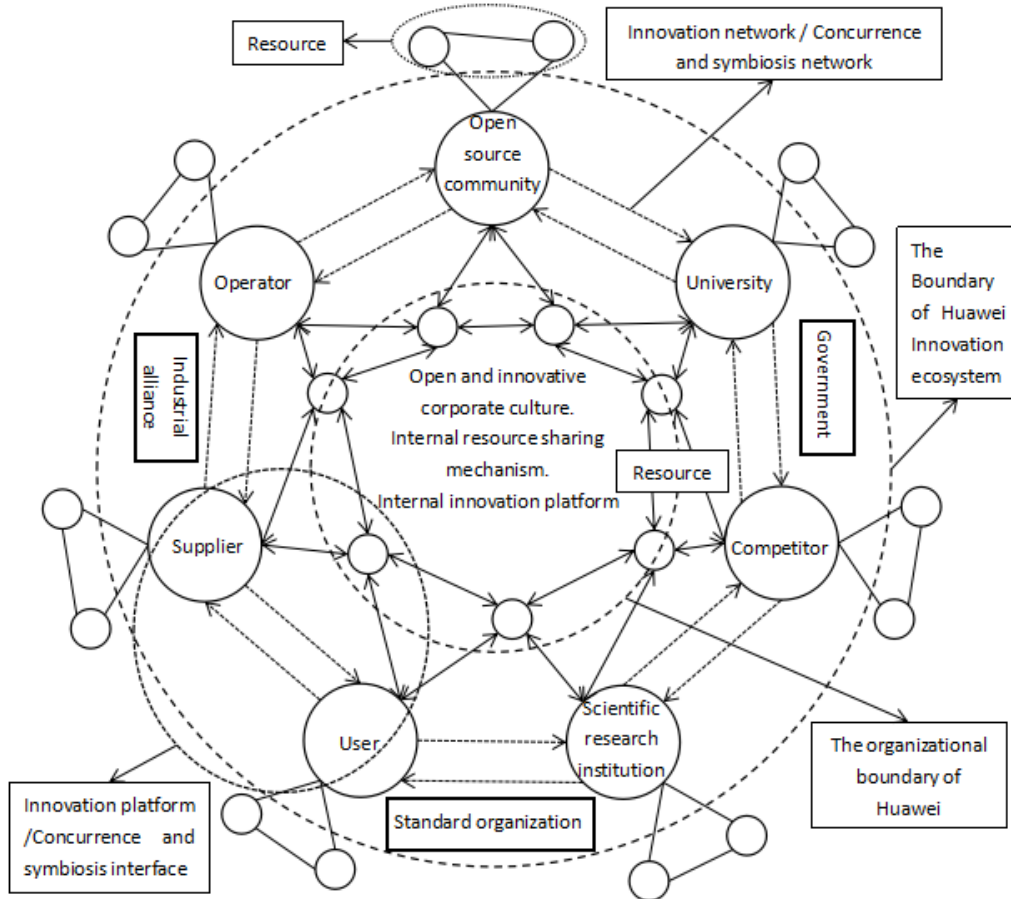 Resource
Innovation network / Concurrence
and symbiosis network
Open
source
community
Operator
University
The
Boundary
of Huawei
Innovation
ecosystem
Industrial
alliance
Government
Open and innovative
corporate culture.
Internal resource sharing
mechanism.
Internal innovation platform
Resource
Supplier
Competitor
User
Scientific
research
institution
The organizational
boundary of
Huawei
Innovation platform
/Concurrence and
symbiosis interface
Standard organization